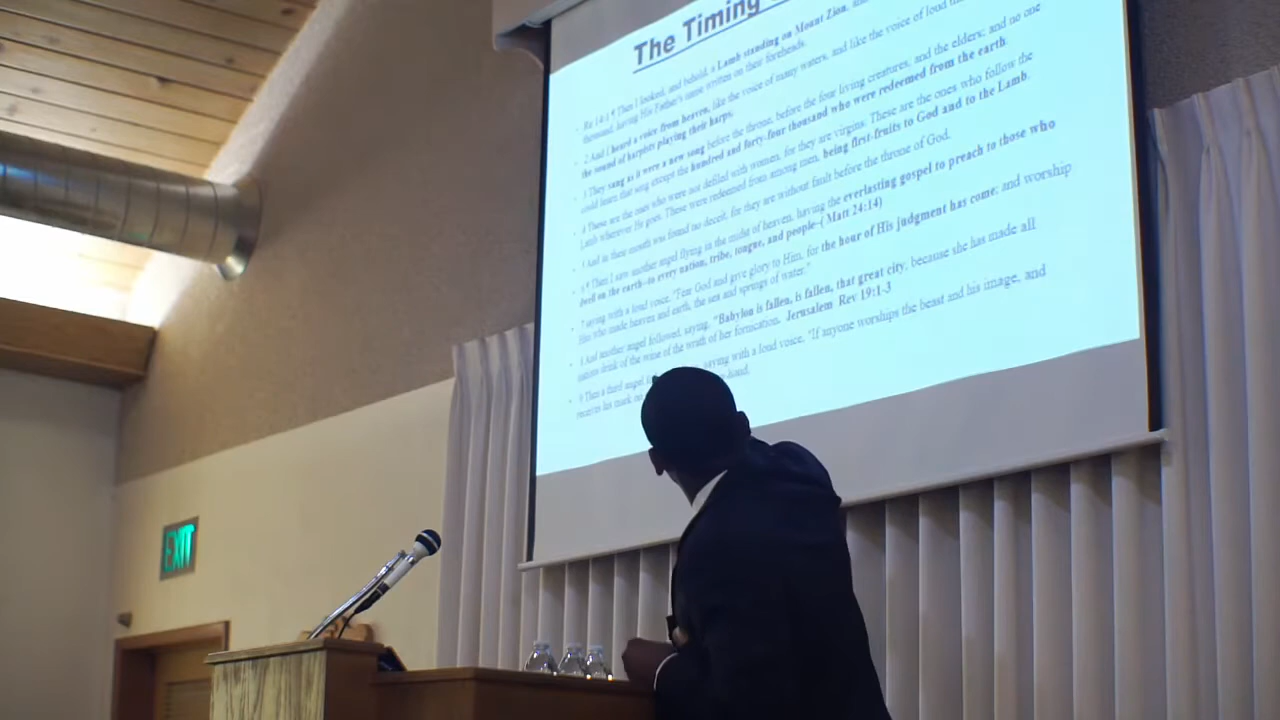 The Timing
Re 14:1 ¶ Then I looked, and behold, a Lamb standing on Mount Zion, and
thousand, having His Father's name written on their foreheads.
2 And I heard a voice from heaven, like the voice of many waters, and like the voice of loud
the sound of harpists playing their harps.
3 They sang as it were a new song before the throne, before the four living creatures, and the elders; and no one
could learn that song except the hundred and forty-four thousand who were redeemed from the earth.
4 These are the ones who were not defiled with women, for they are virgins. These are the ones who follow the
Lamb wherever He goes. These were redeemed from among men, being first-fruits to God and to the Lamb.
5 And in their mouth was found no deceit, for they are without fault before the throne of God.
6 ¶ Then I saw another angel flying in the midst of heaven, having the everlasting gospel to preach to those who
dwell on the earth--to every nation, tribe, tongue, and people--( Matt 24:14)
7 saying with a loud voice, "Fear God and give glory to Him, for the hour of His judgment has come; and worship
Him who made heaven and earth, the sea and springs of water."
8 And another angel followed, saying, "Babylon is fallen, is fallen, that great city, because she has made all
nations drink of the wine of the wrath of her fornication. Jerusalem Rev 19:1-3
9 Then a third angel saying with a loud voice, "If anyone worships the beast and his image, and
receives his mark on hand.
EXIT